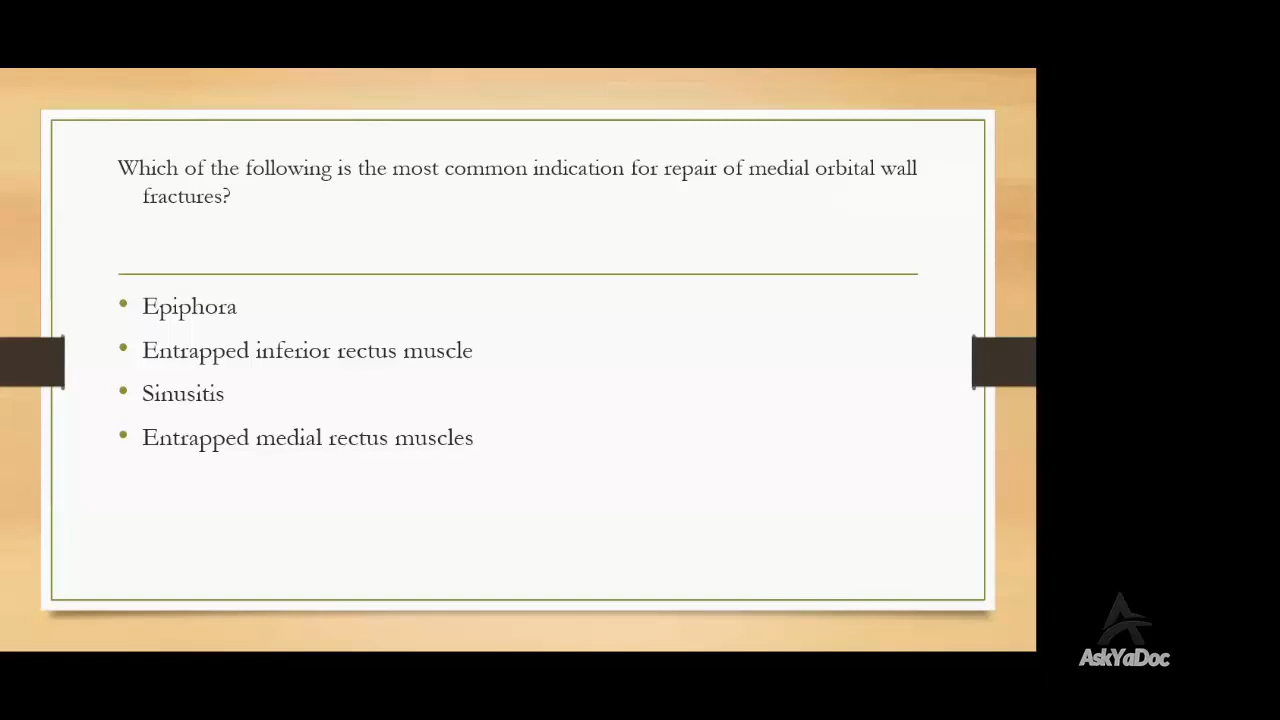 Which of the following is the most common indication for repair of medial orbital wall
fractures?
• Epiphora
• Entrapped inferior rectus muscle
• Sinusitis
• Entrapped medial rectus muscles
AskYaDoc